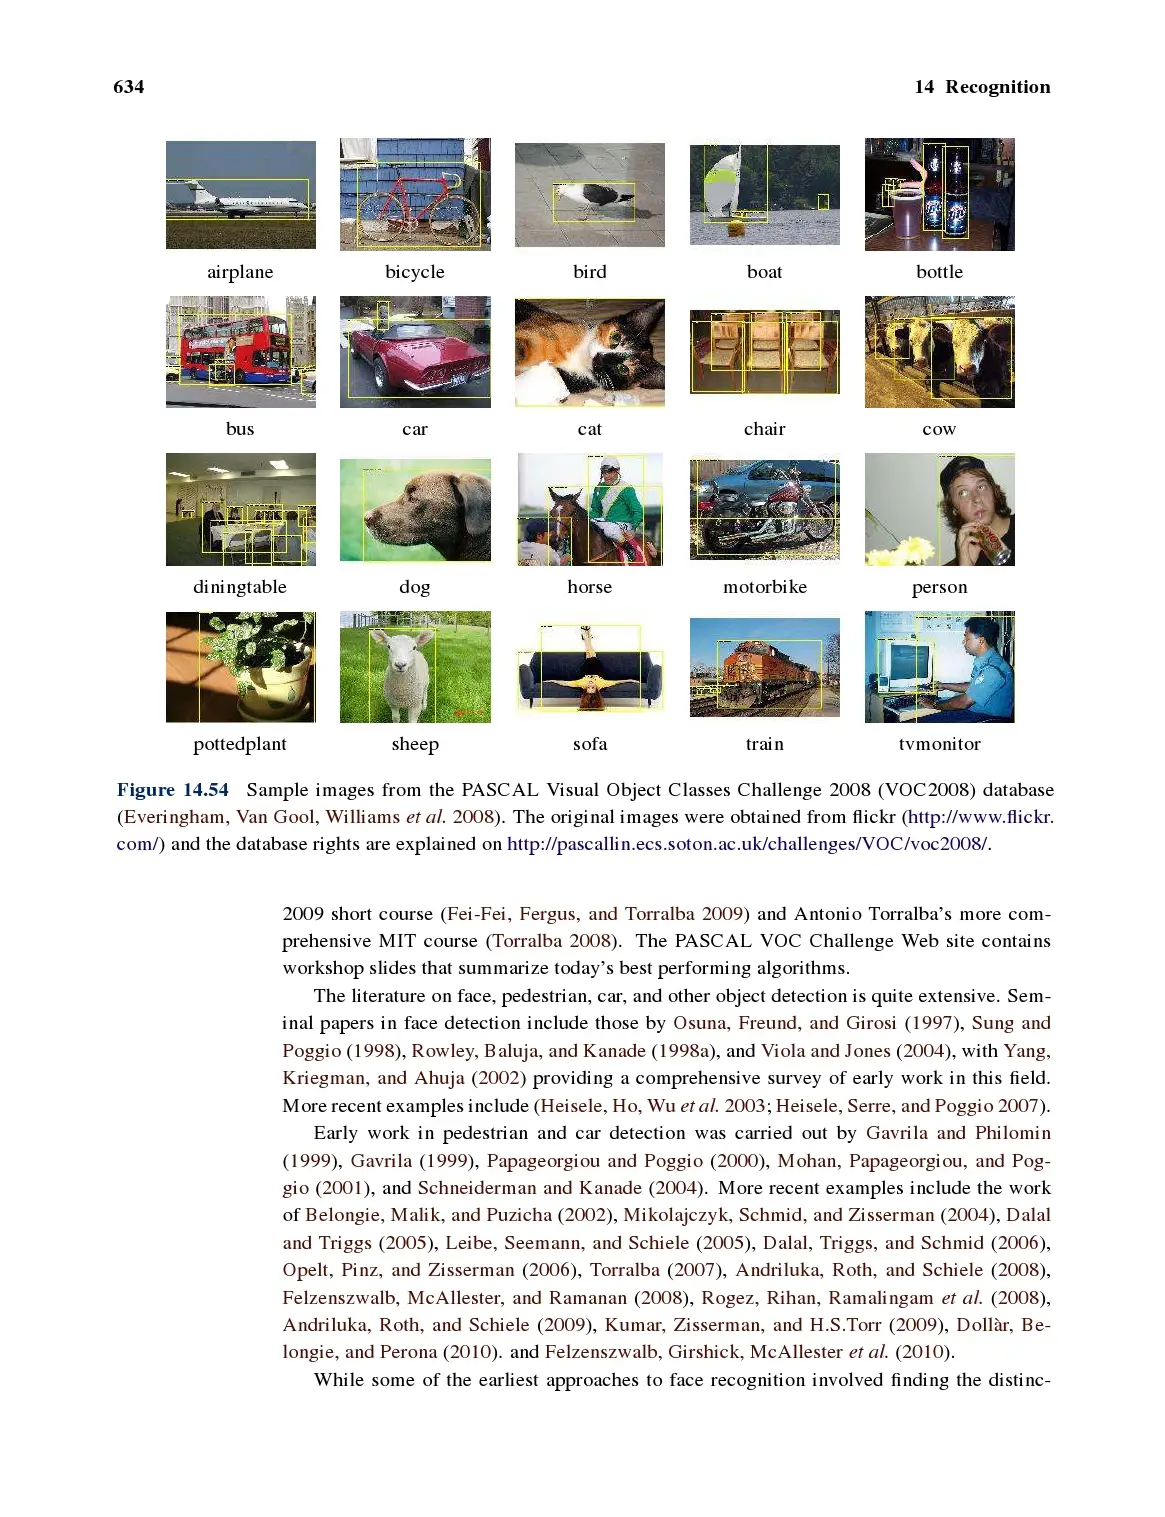 634
14 Recognition
airplane
bicycle
bird
boat
bottle
bus
car
cat
chair
cow
diningtable
dog
horse
motorbike
person
pottedplant
sheep
sofa
train
tvmonitor
Figure 14.54 Sample images from the PASCAL Visual Object Classes Challenge 2008 (VOC2008) database
(Everingham, Van Gool, Williams et al. 2008). The original images were obtained from flickr (http://www.flickr.
com/) and the database rights are explained on http://pascallin.ecs.soton.ac.uk/challenges/VOC/voc2008/.
2009 short course (Fei-Fei, Fergus, and Torralba 2009) and Antonio Torralba's more com-
prehensive MIT course (Torralba 2008). The PASCAL VOC Challenge Web site contains
workshop slides that summarize today's best performing algorithms.
The literature on face, pedestrian, car, and other object detection is quite extensive. Sem-
inal papers in face detection include those by Osuna, Freund, and Girosi (1997), Sung and
Poggio (1998), Rowley, Baluja, and Kanade (1998a), and Viola and Jones (2004), with Yang,
Kriegman, and Ahuja (2002) providing a comprehensive survey of early work in this field.
More recent examples include (Heisele, Ho, Wu et al. 2003; Heisele, Serre, and Poggio 2007).
Early work in pedestrian and car detection was carried out by Gavrila and Philomin
(1999), Gavrila (1999), Papageorgiou and Poggio (2000), Mohan, Papageorgiou, and Pog-
gio (2001), and Schneiderman and Kanade (2004). More recent examples include the work
of Belongie, Malik, and Puzicha (2002), Mikolajczyk, Schmid, and Zisserman (2004), Dalal
and Triggs (2005), Leibe, Seemann, and Schiele (2005), Dalal, Triggs, and Schmid (2006),
Opelt, Pinz, and Zisserman (2006), Torralba (2007), Andriluka, Roth, and Schiele (2008),
Felzenszwalb, McAllester, and Ramanan (2008), Rogez, Rihan, Ramalingam et al. (2008),
Andriluka, Roth, and Schiele (2009), Kumar, Zisserman, and H.S.Torr (2009), Dollàr, Be-
longie, and Perona (2010). and Felzenszwalb, Girshick, McAllester et al. (2010).
While some of the earliest approaches to face recognition involved finding the distinc-